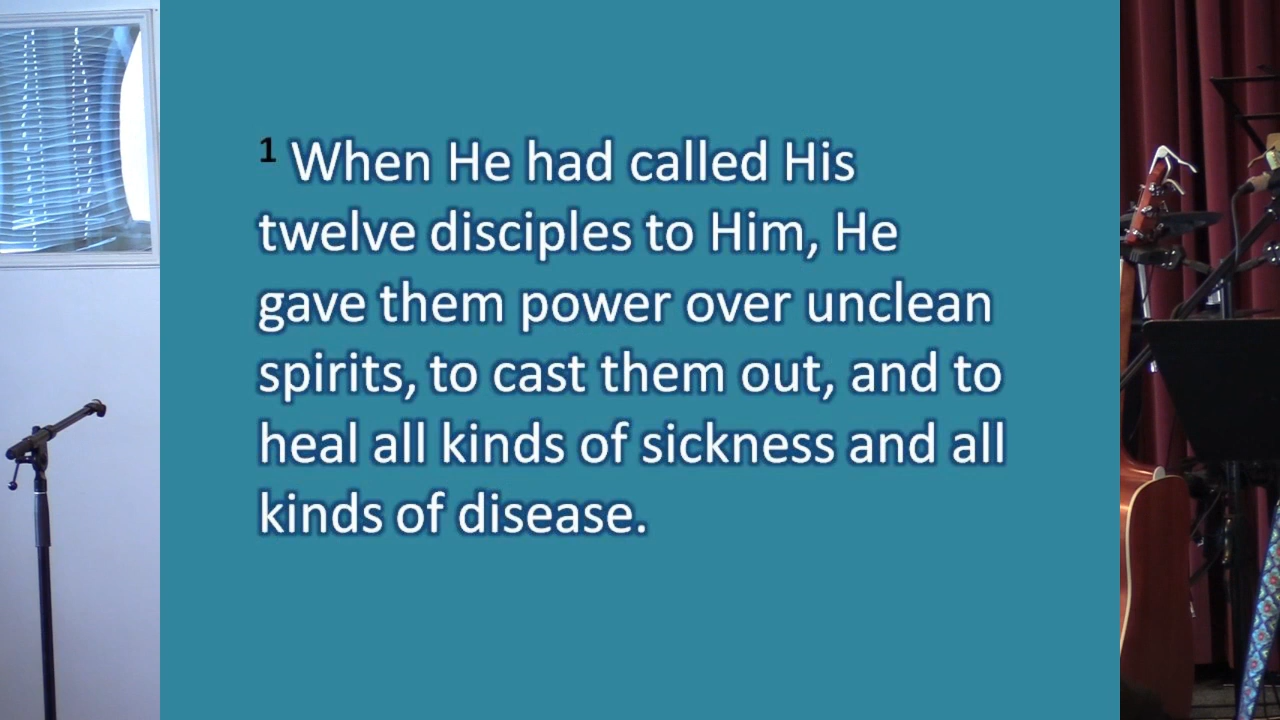 1 When He had called His
twelve disciples to Him, He
gave them power over unclean
spirits, to cast them out, and to
heal all kinds of sickness and all
kinds of disease.